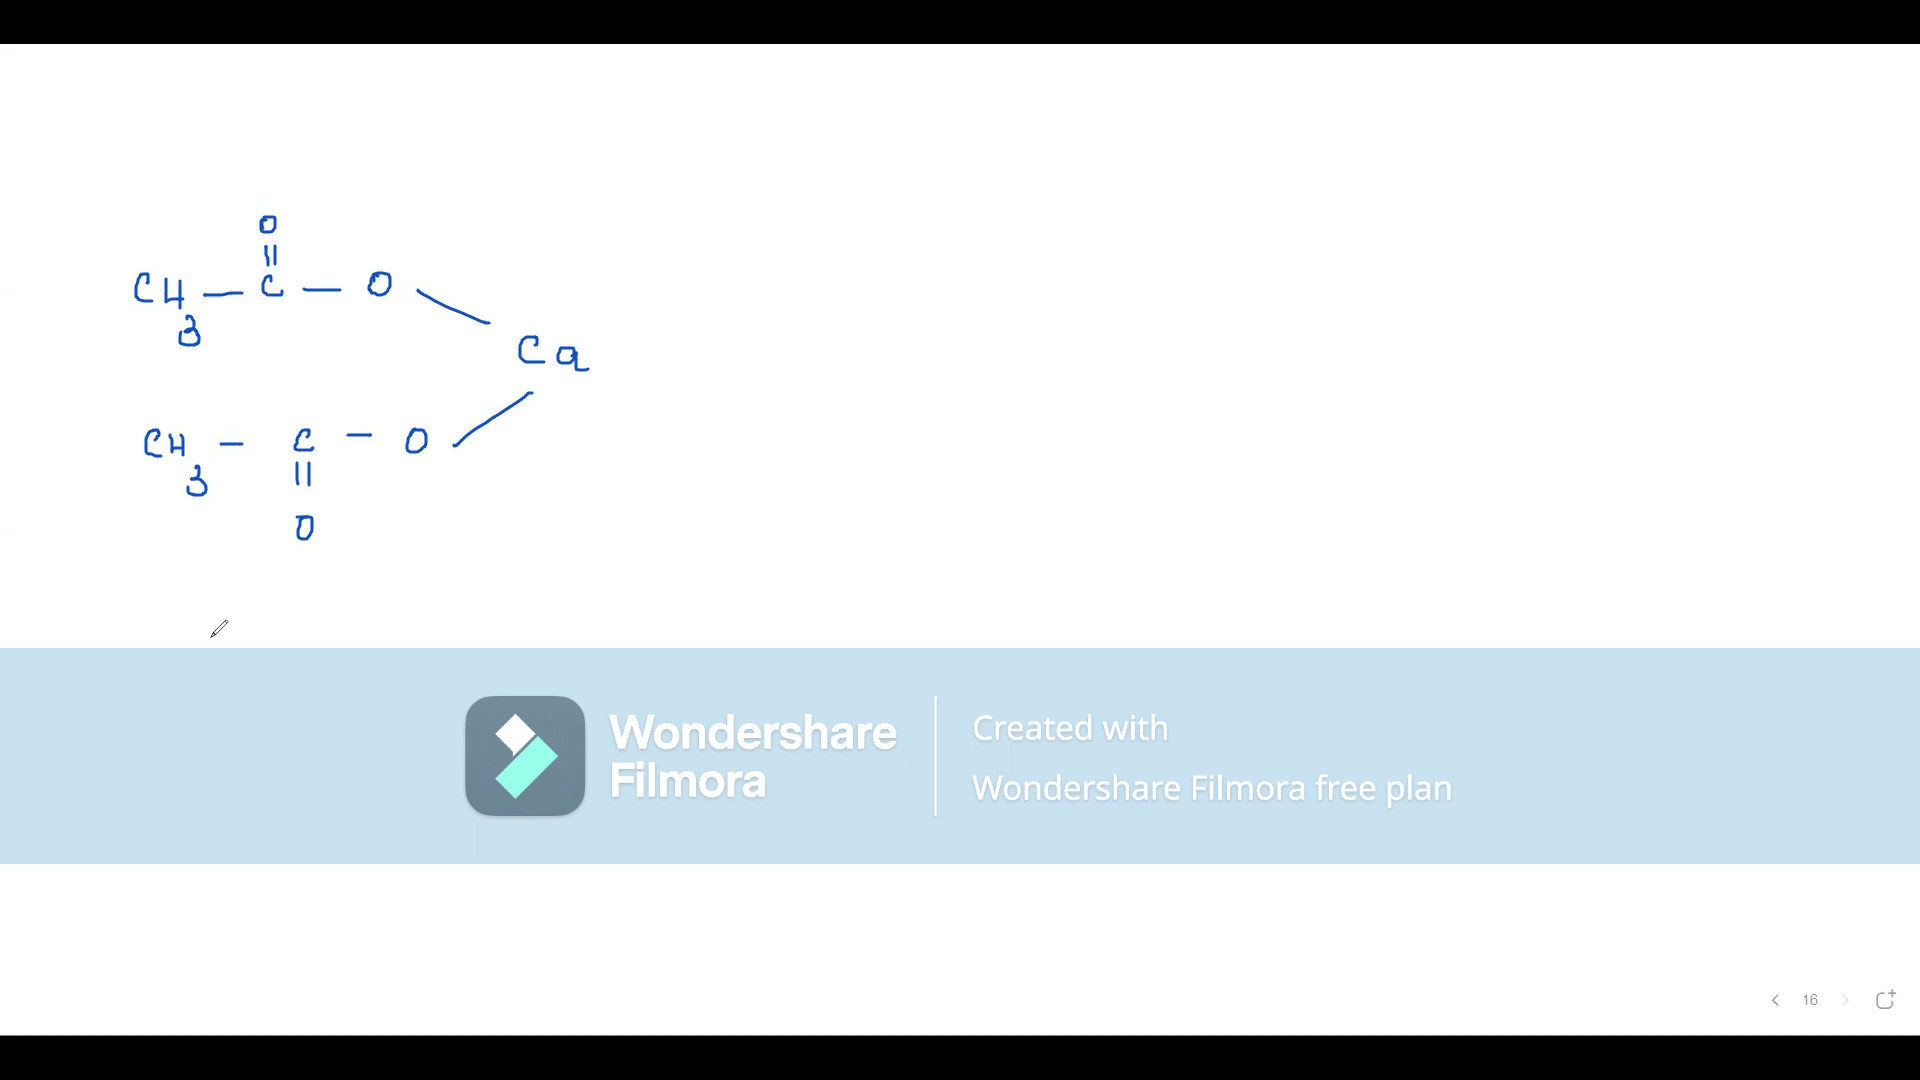 O
||
CH3 — C — O
Ca
CH3 – C – O
||
O
Wondershare
Filmora
Created with
Wondershare Filmora free plan
16